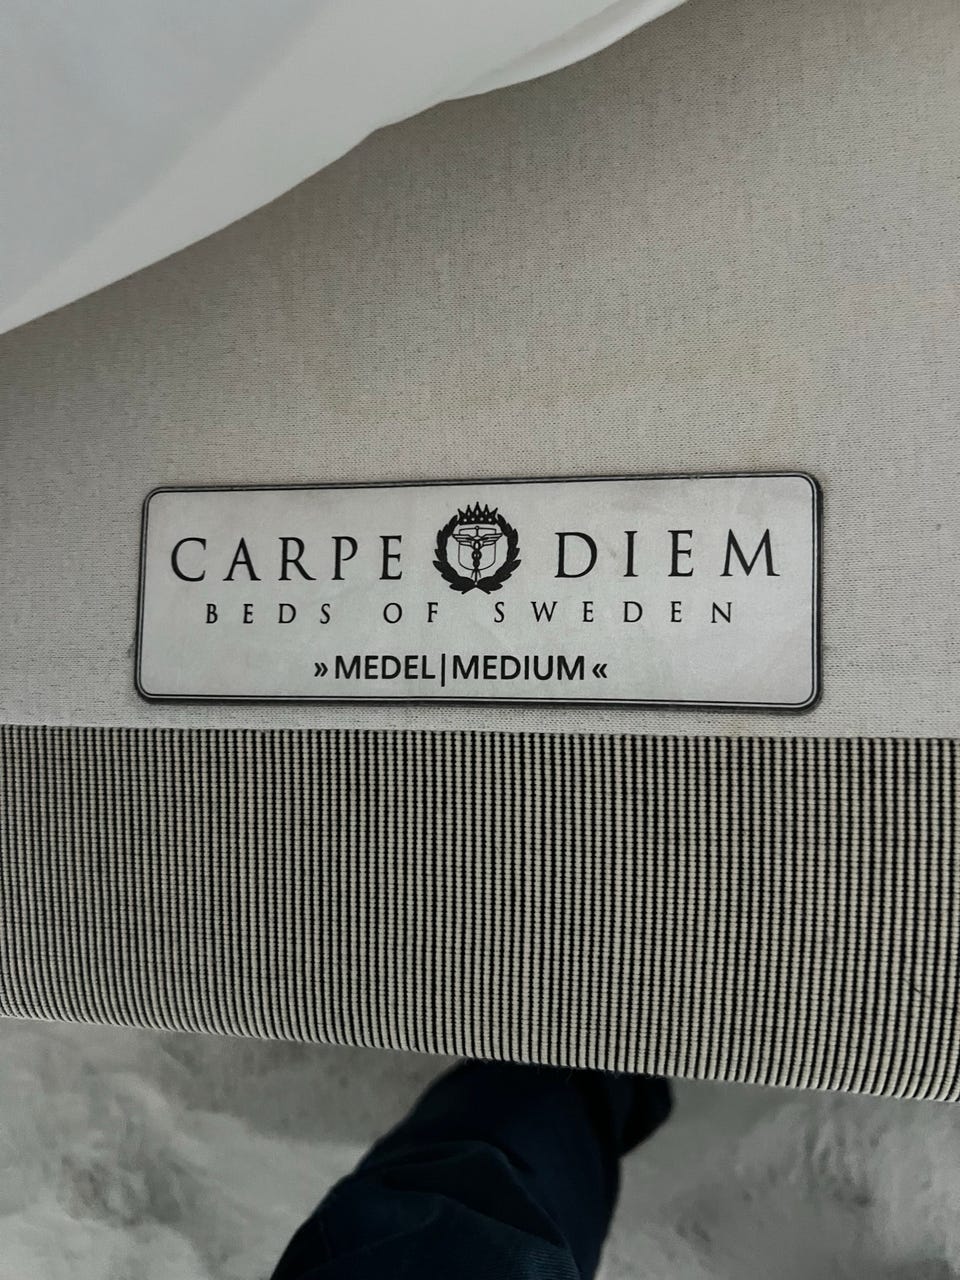 CARPE DIEM
BEDS OF SWEDEN
»MEDEL|MEDIUM«